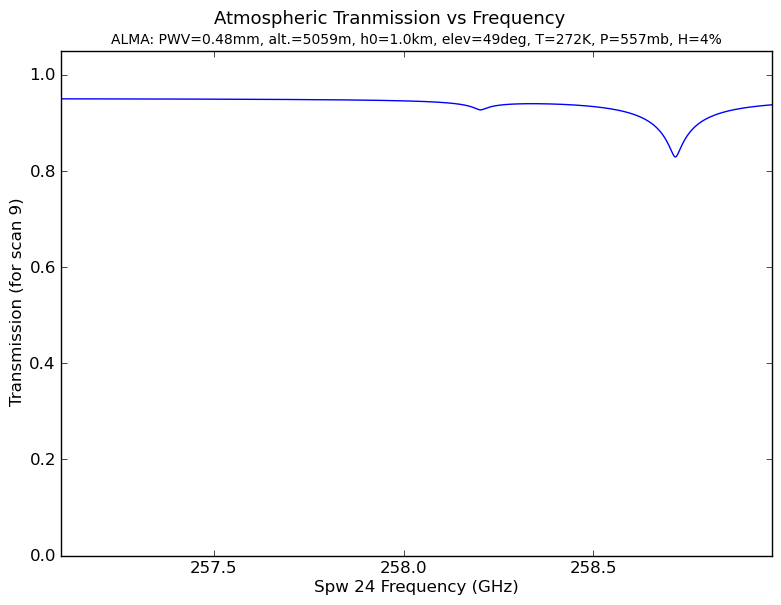 Atmospheric Tranmission vs Frequency
ALMA: PWV=0.48mm, alt.=5059m, h0=1.0km, elev=49deg, T=272K, P=557mb, H=4%
1.0
0.8
0.6
0.4
0.2
0.0
Transmission (for scan 9)
257.5 258.0 258.5
Spw 24 Frequency (GHz)